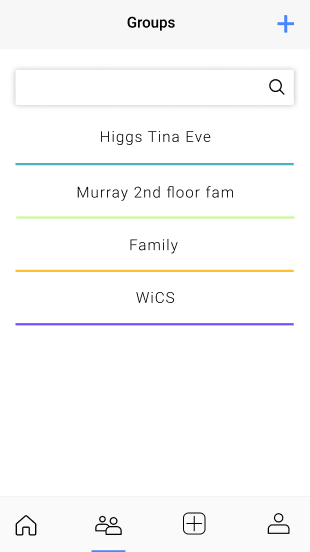 Groups
Higgs Tina Eve
Murray 2nd floor fam
Family
WiCS